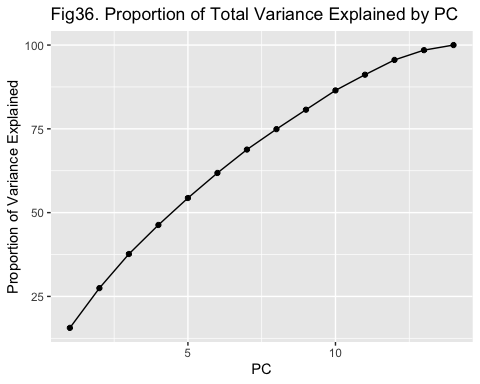 Fig36. Proportion of Total Variance Explained by PC
Proportion of Variance Explained
100
75
50
25
5
10
PC